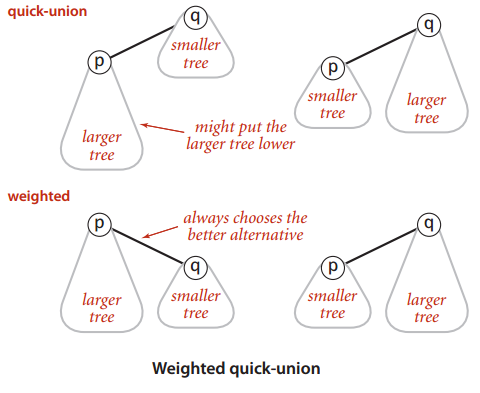 quick-union
q
smaller
tree
p
larger
tree
might put the
larger tree lower
q
p
smaller
tree
larger
tree
weighted
p
always chooses the
better alternative
q
larger
tree
smaller
tree
q
p
smaller
tree
larger
tree
Weighted quick-union